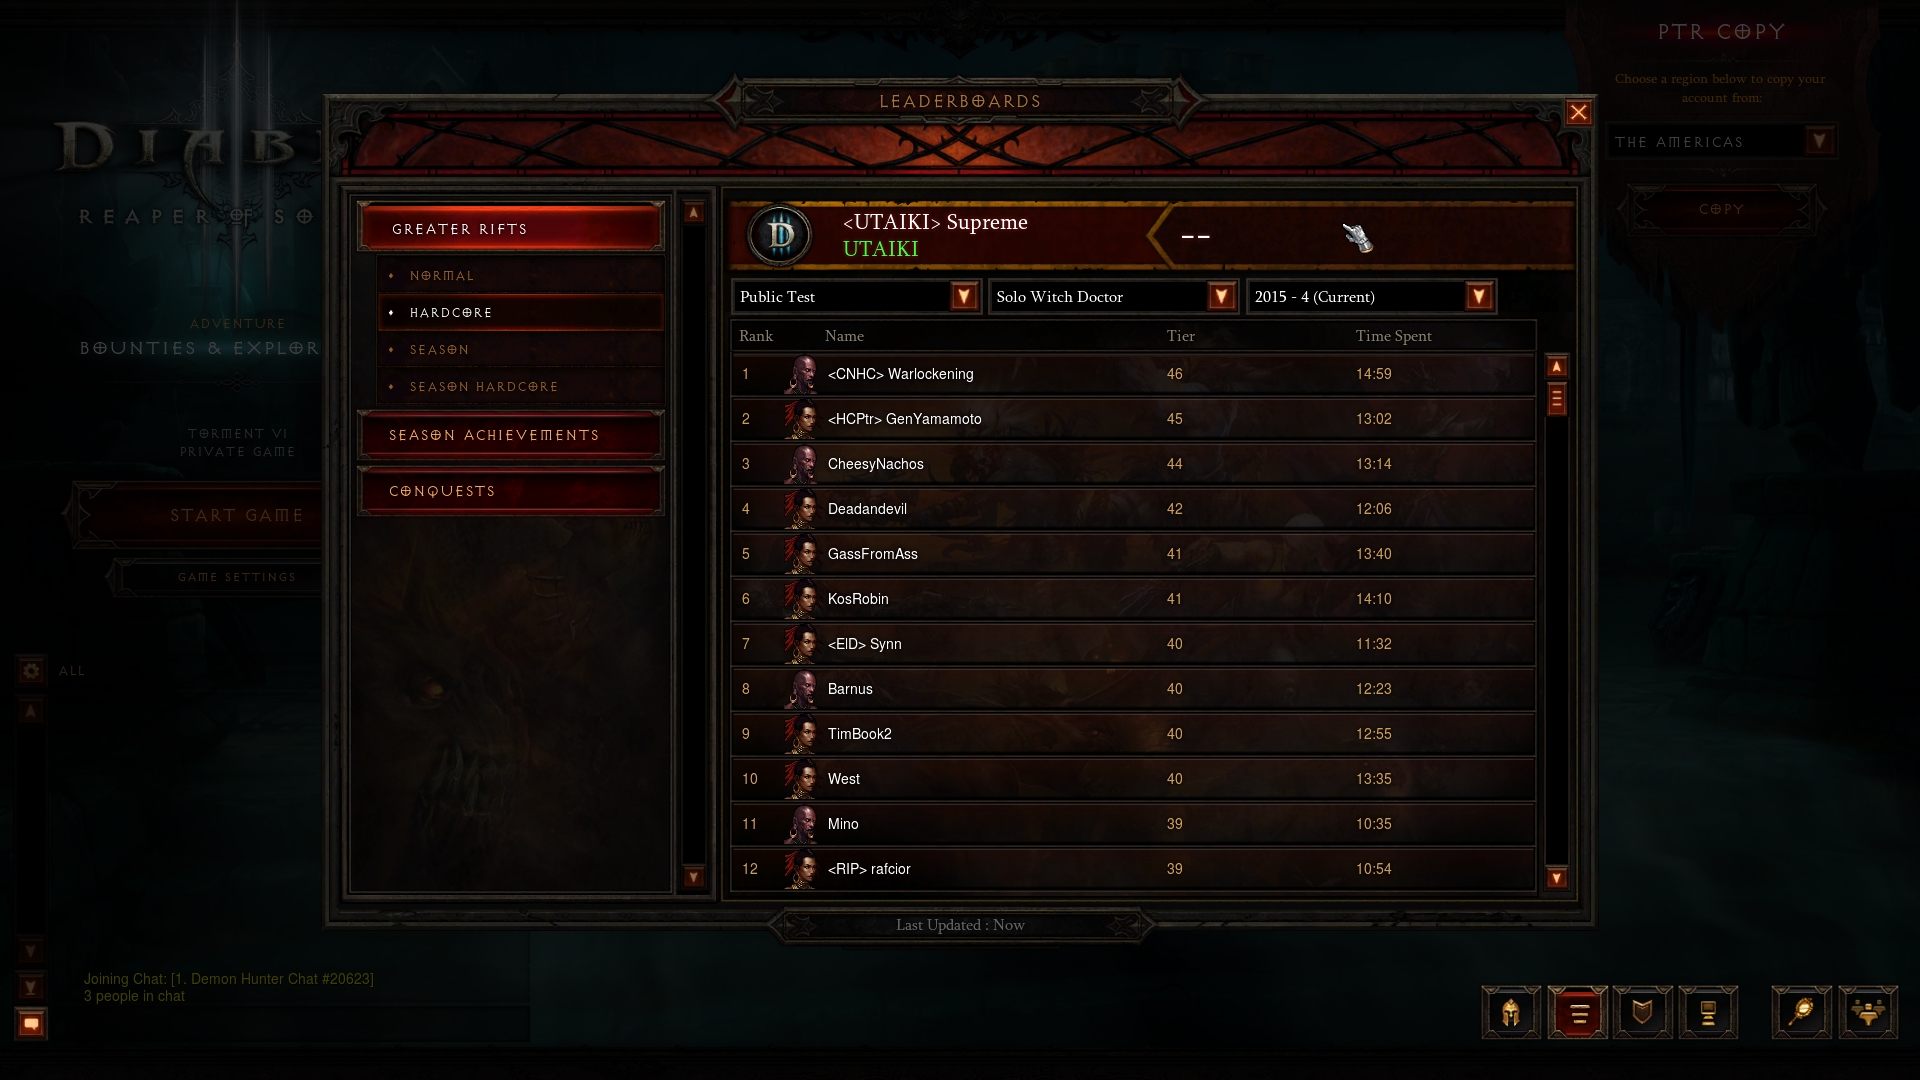 PTR COPY
Choose a region below to copy your
account from:
THE AMERICAS
COPY
LEADERBOARDS
DIAB
REAPER OF SO
ADVENTURE
BOUNTIES & EXPLOR
TORMENT VI
PRIVATE GAME
START GAME
GAME SETTINGS
ALL
GREATER RIFTS
NORMAL
HARDCORE
SEASON
SEASON HARDCORE
SEASON ACHIEVEMENTS
CONQUESTS
D
<UTAIKI> Supreme
UTAIKI
--
Public Test
Solo Witch Doctor
2015 - 4 (Current)
Rank Name Tier Time Spent
1 <CNHC> Warlockening 46 14:59
2 <HCPtr> GenYamamoto 45 13:02
3 CheesyNachos 44 13:14
4 Deadandevil 42 12:06
5 GassFromAss 41 13:40
6 KosRobin 41 14:10
7 <ElD> Synn 40 11:32
8 Barnus 40 12:23
9 TimBook2 40 12:55
10 West 40 13:35
11 Mino 39 10:35
12 <RIP> rafcior 39 10:54
Last Updated : Now
Joining Chat: [1. Demon Hunter Chat #20623]
3 people in chat